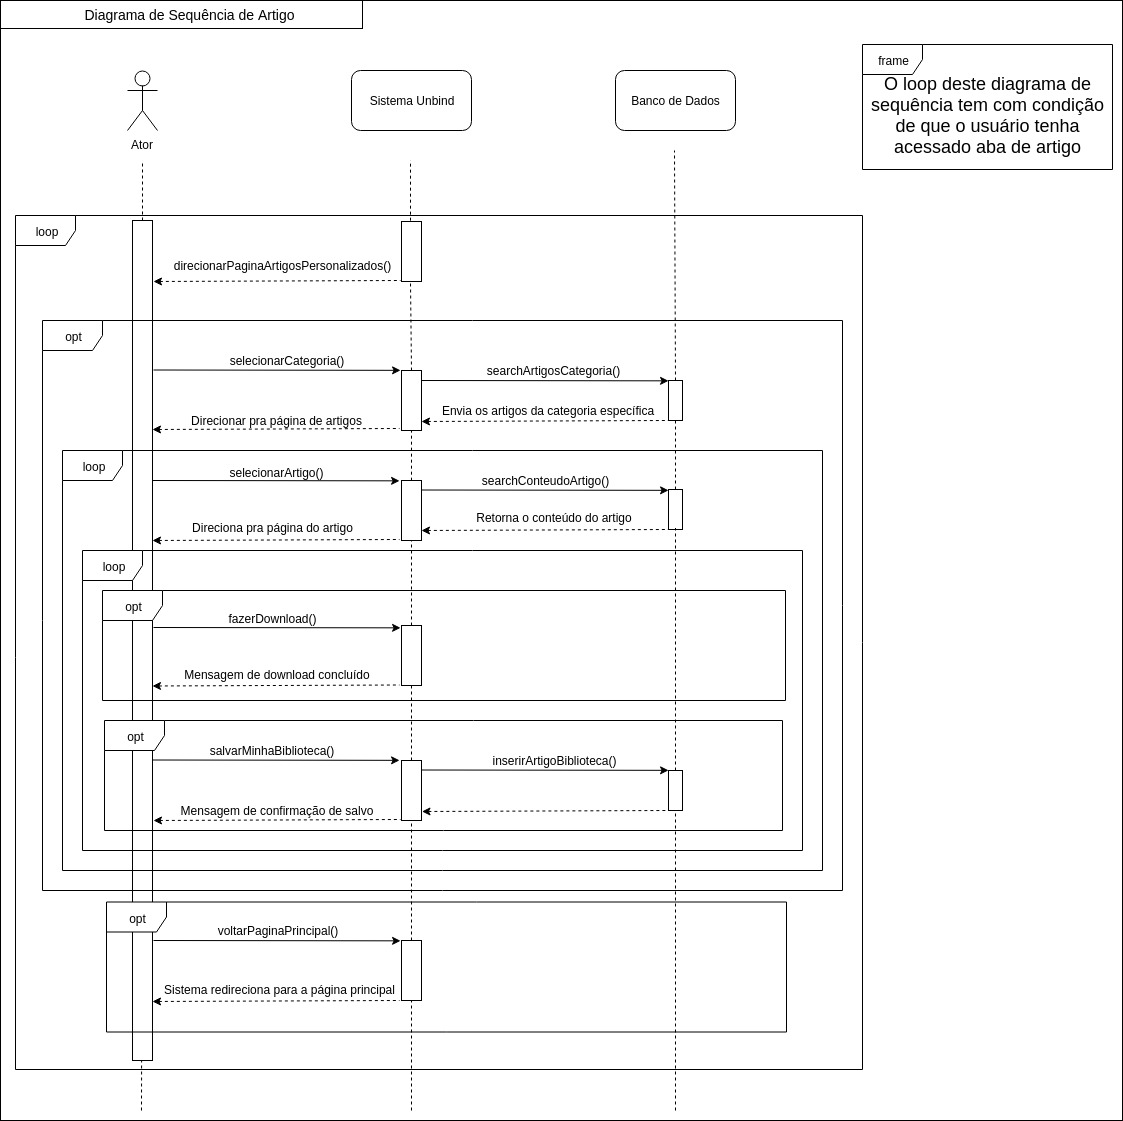 Diagrama de Sequência de Artigo
frame
O loop deste diagrama de
sequência tem com condição
de que o usuário tenha
acessado aba de artigo
Ator
Sistema Unbind
Banco de Dados
loop
direcionarPaginaArtigosPersonalizados()
opt
selecionarCategoria()
searchArtigosCategoria()
Envia os artigos da categoria específica
Direcionar pra página de artigos
loop
selecionarArtigo()
searchConteudoArtigo()
Retorna o conteúdo do artigo
Direciona pra página do artigo
loop
opt
fazerDownload()
Mensagem de download concluído
opt
salvarMinhaBiblioteca()
inserirArtigoBiblioteca()
Mensagem de confirmação de salvo
opt
voltarPaginaPrincipal()
Sistema redireciona para a página principal